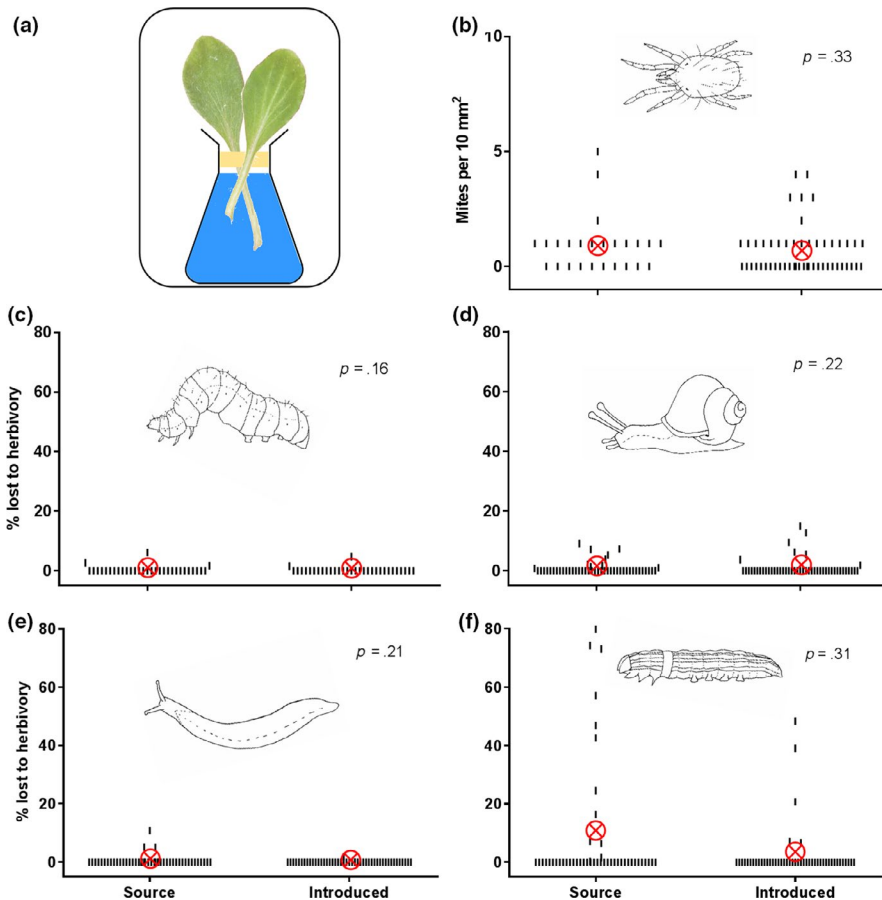 (a)
(b)
10
5
0
Mites per 10 mm²
p = .33
(c)
80
60
40
20
0
% lost to herbivory
p = .16
(d)
80
60
40
20
0
p = .22
(e)
80
60
40
20
0
% lost to herbivory
p = .21
Source
Introduced
(f)
80
60
40
20
0
p = .31
Source
Introduced